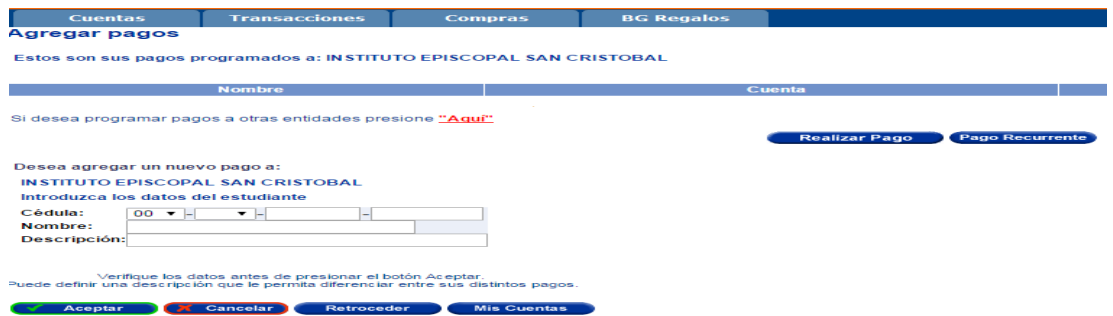 Cuentas Transacciones Compras BG Regalos
Agregar pagos
Estos son sus pagos programados a: INSTITUTO EPISCOPAL SAN CRISTOBAL
Nombre Cuenta
Si desea programar pagos a otras entidades presione "Aquí"
Realizar Pago Pago Recurrente
Desea agregar un nuevo pago a:
INSTITUTO EPISCOPAL SAN CRISTOBAL
Introduzca los datos del estudiante
Cédula: 00 - - -
Nombre:
Descripción:
Verifique los datos antes de presionar el botón Aceptar.
Puede definir una descripción que le permita diferenciar entre sus distintos pagos.
Aceptar Cancelar Retroceder Mis Cuentas